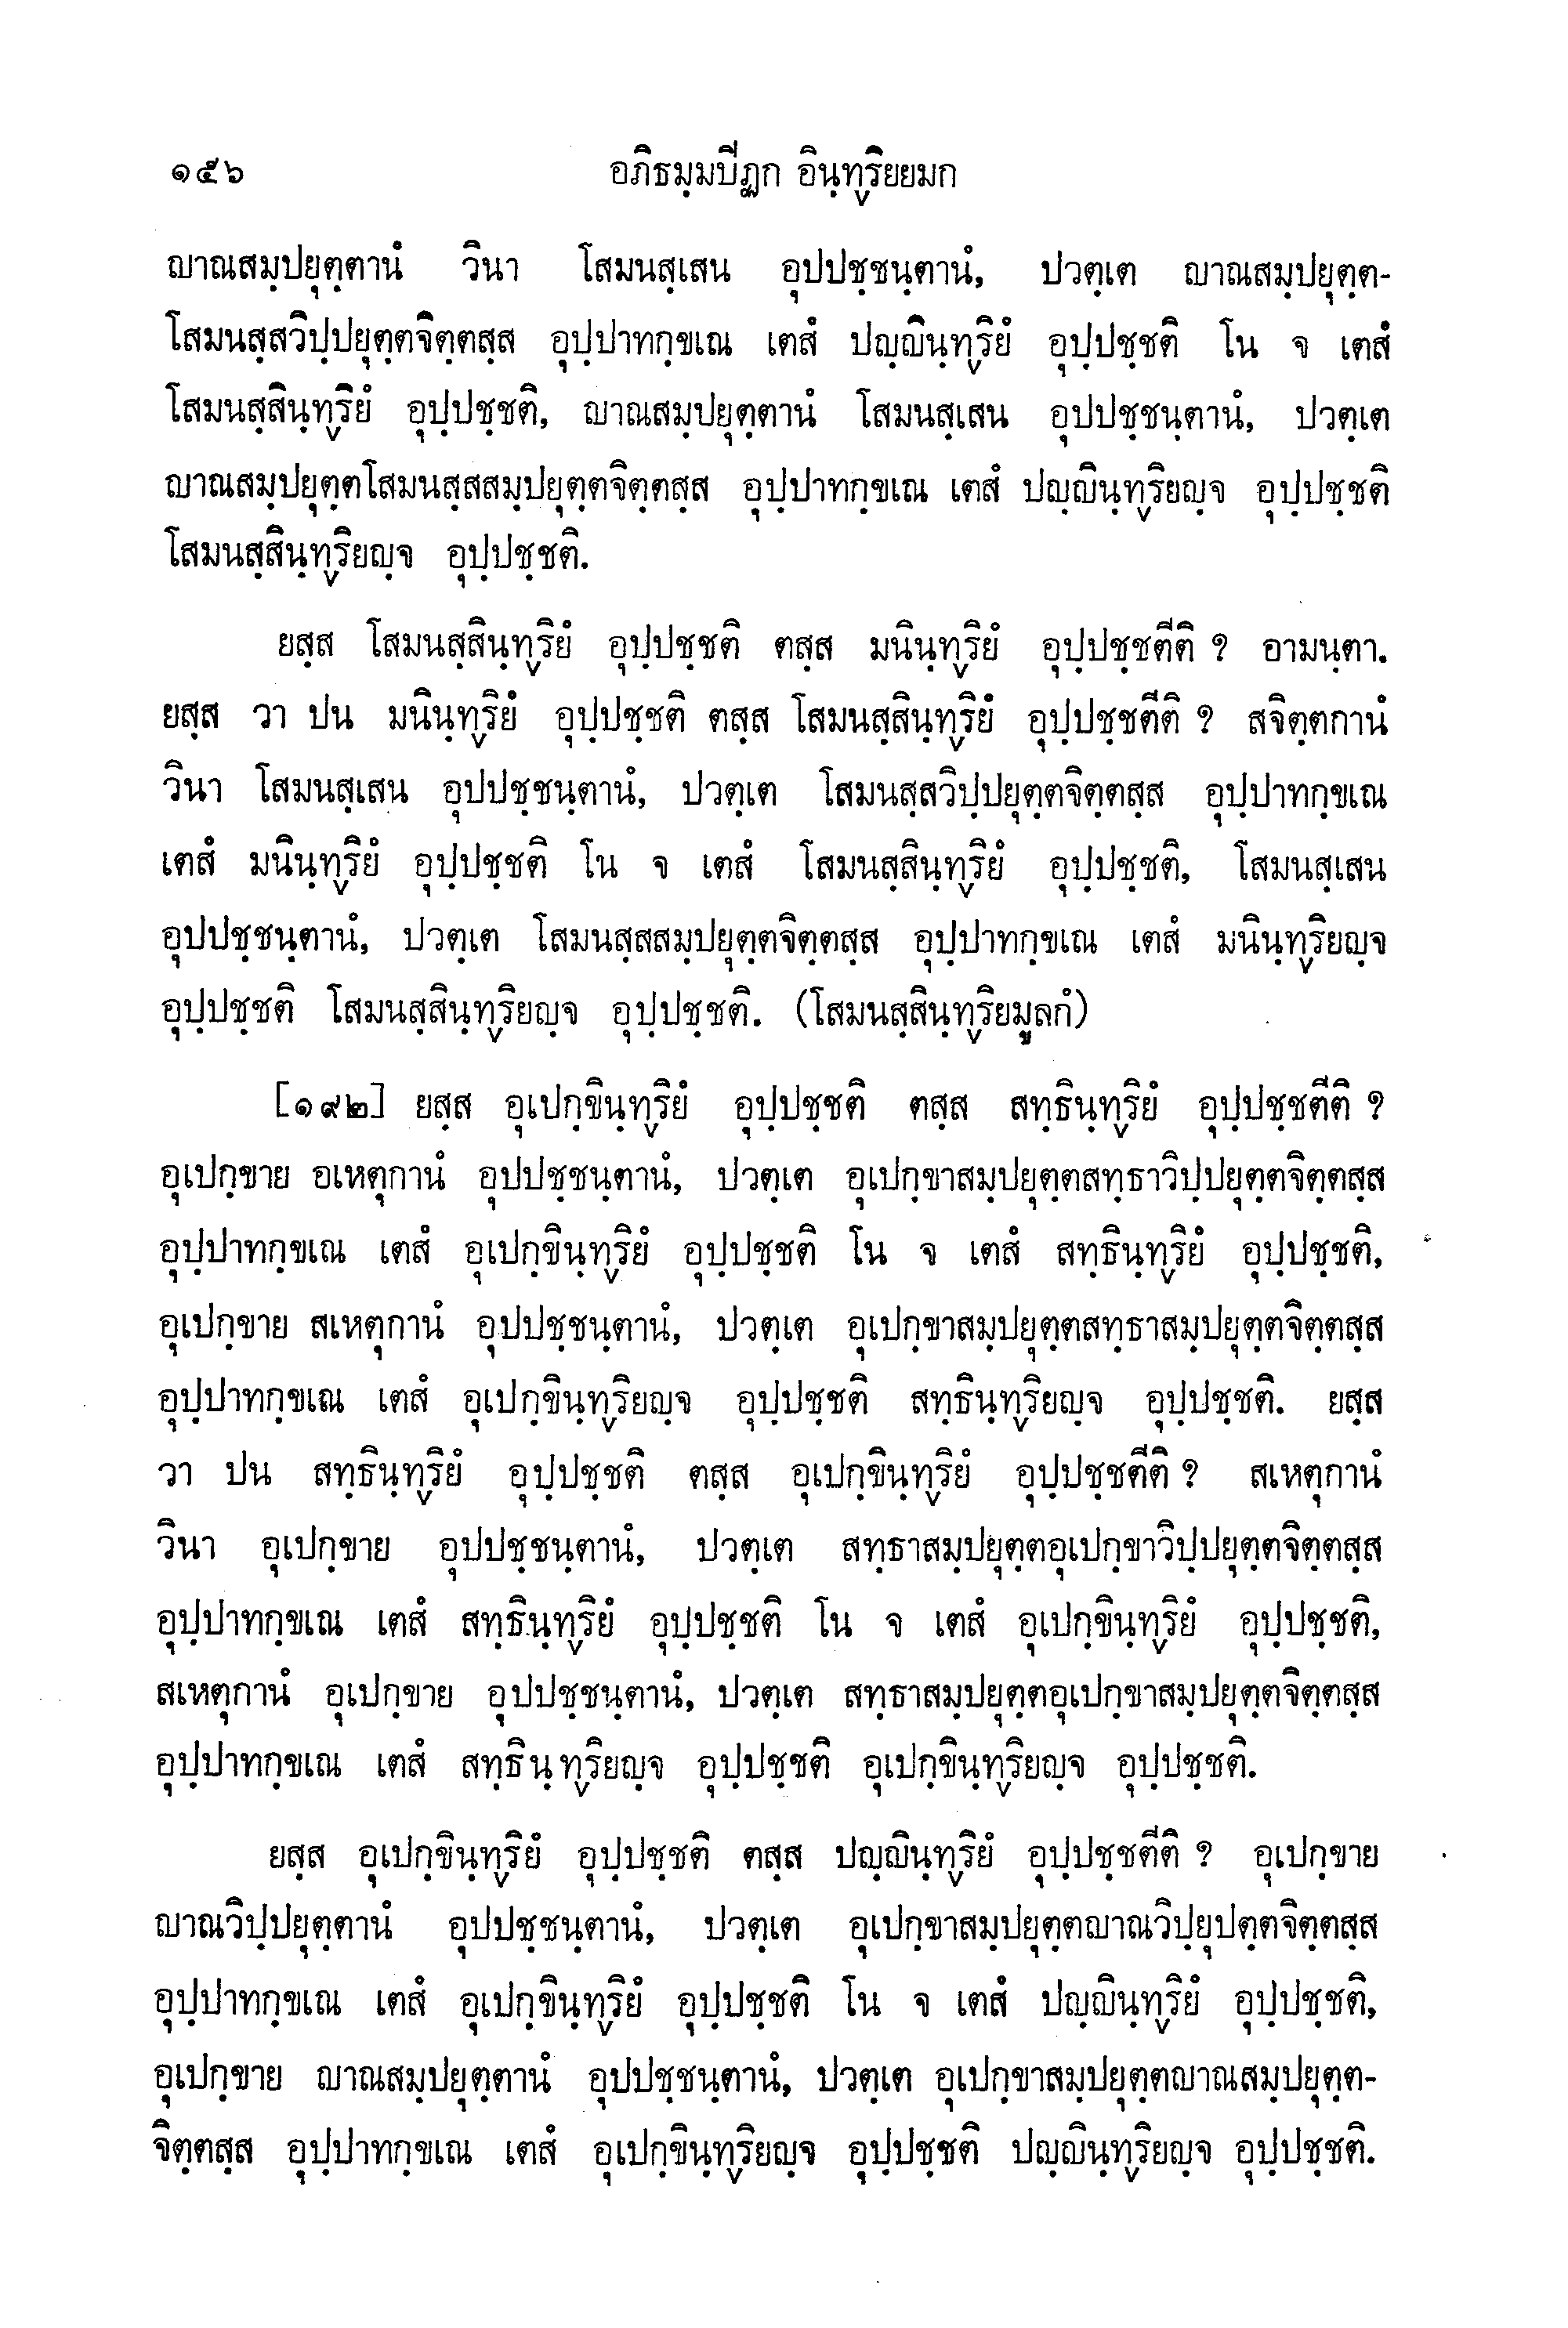 ๑๕๖ อภิธมฺมปีฏก อินฺทฺริยยมก
ญาณสมฺปยุตฺตานํ วินา โสมนสฺเสน อุปปชฺชนฺตานํ, ปวตฺเต ญาณสมฺปยุตฺต-
โสมนสฺสวิปฺปยุตฺตจิตฺตสฺส อุปฺปาทกฺขเณ เตสํ ปญฺญินฺทฺริยํ อุปฺปชฺชติ โน จ เตสํ
โสมนสฺสินฺทฺริยํ อุปฺปชฺชติ, ญาณสมฺปยุตฺตานํ โสมนสฺเสน อุปปชฺชนฺตานํ, ปวตฺเต
ญาณสมฺปยุตฺตโสมนสฺสสมฺปยุตฺตจิตฺตสฺส อุปฺปาทกฺขเณ เตสํ ปญฺญินฺทฺริยญฺจ อุปฺปชฺชติ
โสมนสฺสินฺทฺริยญฺจ อุปฺปชฺชติ.
ยสฺส โสมนสฺสินฺทฺริยํ อุปฺปชฺชติ ตสฺส มนินฺทฺริยํ อุปฺปชฺชตีติ ? อามนฺตา.
ยสฺส วา ปน มนินฺทฺริยํ อุปฺปชฺชติ ตสฺส โสมนสฺสินฺทฺริยํ อุปฺปชฺชตีติ ? สจิตฺตกานํ
วินา โสมนสฺเสน อุปปชฺชนฺตานํ, ปวตฺเต โสมนสฺสวิปฺปยุตฺตจิตฺตสฺส อุปฺปาทกฺขเณ
เตสํ มนินฺทฺริยํ อุปฺปชฺชติ โน จ เตสํ โสมนสฺสินฺทฺริยํ อุปฺปชฺชติ, โสมนสฺเสน
อุปปชฺชนฺตานํ, ปวตฺเต โสมนสฺสสมฺปยุตฺตจิตฺตสฺส อุปฺปาทกฺขเณ เตสํ มนินฺทฺริยญฺจ
อุปฺปชฺชติ โสมนสฺสินฺทฺริยญฺจ อุปฺปชฺชติ. (โสมนสฺสินฺทฺริยมูลกํ)
[๑๙๒] ยสฺส อุเปกฺขินฺทฺริยํ อุปฺปชฺชติ ตสฺส สทฺธินฺทฺริยํ อุปฺปชฺชตีติ ?
อุเปกฺขาย อเหตุกานํ อุปปชฺชนฺตานํ, ปวตฺเต อุเปกฺขาสมฺปยุตฺตสทฺธาวิปฺปยุตฺตจิตฺตสฺส
อุปฺปาทกฺขเณ เตสํ อุเปกฺขินฺทฺริยํ อุปฺปชฺชติ โน จ เตสํ สทฺธินฺทฺริยํ อุปฺปชฺชติ,
อุเปกฺขาย สเหตุกานํ อุปปชฺชนฺตานํ, ปวตฺเต อุเปกฺขาสมฺปยุตฺตสทฺธาสมฺปยุตฺตจิตฺตสฺส
อุปฺปาทกฺขเณ เตสํ อุเปกฺขินฺทฺริยญฺจ อุปฺปชฺชติ สทฺธินฺทฺริยญฺจ อุปฺปชฺชติ. ยสฺส
วา ปน สทฺธินฺทฺริยํ อุปฺปชฺชติ ตสฺส อุเปกฺขินฺทฺริยํ อุปฺปชฺชตีติ ? สเหตุกานํ
วินา อุเปกฺขาย อุปปชฺชนฺตานํ, ปวตฺเต สทฺธาสมฺปยุตฺตอุเปกฺขาวิปฺปยุตฺตจิตฺตสฺส
อุปฺปาทกฺขเณ เตสํ สทฺธินฺทฺริยํ อุปฺปชฺชติ โน จ เตสํ อุเปกฺขินฺทฺริยํ อุปฺปชฺชติ,
สเหตุกานํ อุเปกฺขาย อุปปชฺชนฺตานํ, ปวตฺเต สทฺธาสมฺปยุตฺตอุเปกฺขาสมฺปยุตฺตจิตฺตสฺส
อุปฺปาทกฺขเณ เตสํ สทฺธินฺทฺริยญฺจ อุปฺปชฺชติ อุเปกฺขินฺทฺริยญฺจ อุปฺปชฺชติ.
ยสฺส อุเปกฺขินฺทฺริยํ อุปฺปชฺชติ ตสฺส ปญฺญินฺทฺริยํ อุปฺปชฺชตีติ ? อุเปกฺขาย
ญาณวิปฺปยุตฺตานํ อุปปชฺชนฺตานํ, ปวตฺเต อุเปกฺขาสมฺปยุตฺตญาณวิปฺยุปตฺตจิตฺตสฺส
อุปฺปาทกฺขเณ เตสํ อุเปกฺขินฺทฺริยํ อุปฺปชฺชติ โน จ เตสํ ปญฺญินฺทฺริยํ อุปฺปชฺชติ,
อุเปกฺขาย ญาณสมฺปยุตฺตานํ อุปปชฺชนฺตานํ, ปวตฺเต อุเปกฺขาสมฺปยุตฺตญาณสมฺปยุตฺต-
จิตฺตสฺส อุปฺปาทกฺขเณ เตสํ อุเปกฺขินฺทฺริยญฺจ อุปฺปชฺชติ ปญฺญินฺทฺริยญฺจ อุปฺปชฺชติ.